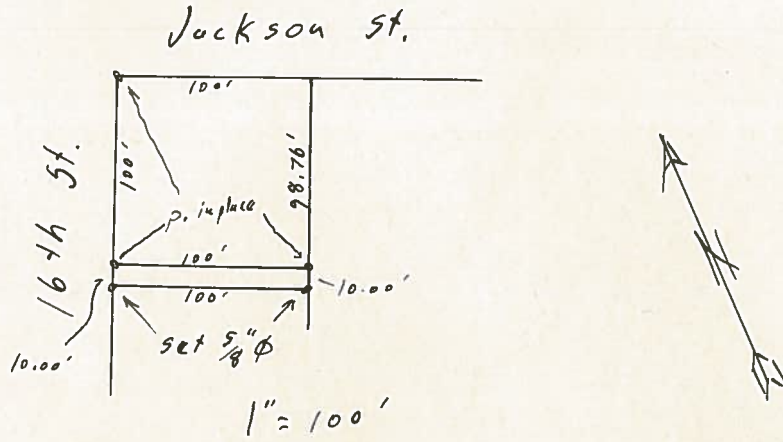 Jackson St.
100'
16th St.
100'
98.76'
p. in place
100'
100'
10.00'
10.00'
set 5/8" ϕ
1" = 100'
N